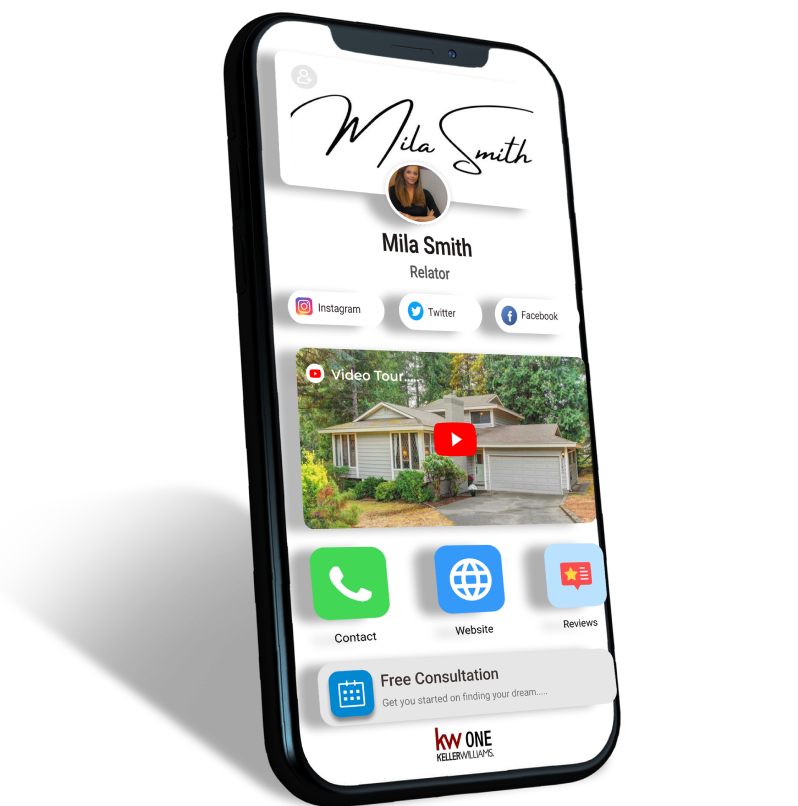 Mila Smith
Mila Smith
Relator
Instagram
Twitter
Facebook
Video Tour.....
Contact
Website
Reviews
Free Consultation
Get you started on finding your dream.....
kw ONE
KELLERWILLIAMS.